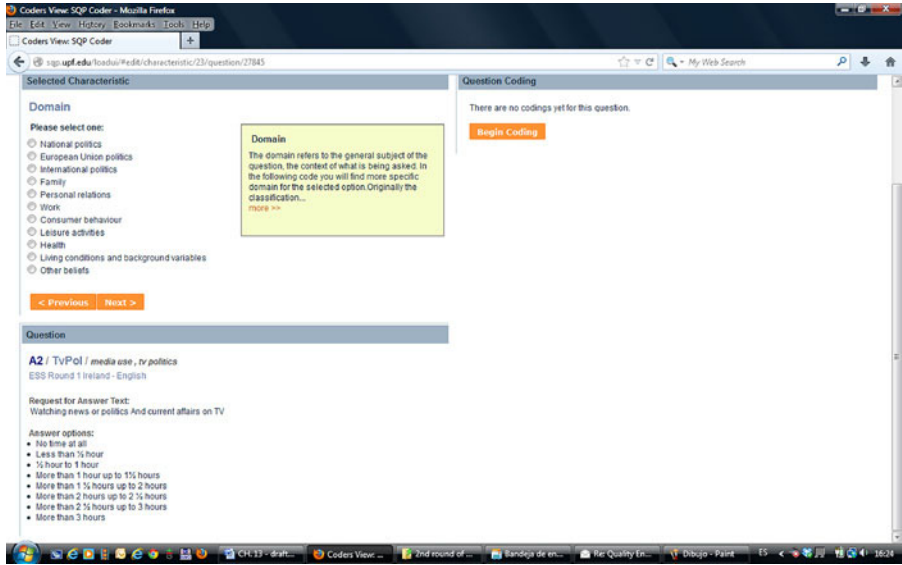 Coders View: SQP Coder - Mozilla Firefox
File Edit View History Bookmarks Tools Help
Coders View: SQP Coder +
sqp.upf.edu/loadui/#edit/characteristic/23/question/27845
My Web Search
Selected Characteristic
Domain
Please select one:
National politics
European Union politics
International politics
Family
Personal relations
Work
Consumer behaviour
Leisure activities
Health
Living conditions and background variables
Other beliefs
Domain
The domain refers to the general subject of the
question, the context of what is being asked. In
the following code you will find more specific
domain for the selected option.Originally the
classification...
more >>
< Previous Next >
Question Coding
There are no codings yet for this question.
Begin Coding
Question
A2 / TvPol / media use , tv politics
ESS Round 1 Ireland - English
Request for Answer Text:
Watching news or politics And current affairs on TV
Answer options:
• No time at all
• Less than ½ hour
• ½ hour to 1 hour
• More than 1 hour up to 1½ hours
• More than 1 ½ hours up to 2 hours
• More than 2 hours up to 2 ½ hours
• More than 2 ½ hours up to 3 hours
• More than 3 hours
CH.13 - draft... Coders View: ... 2nd round of ... Bandeja de en... Re: Quality En... Dibujo - Paint ES 16:24